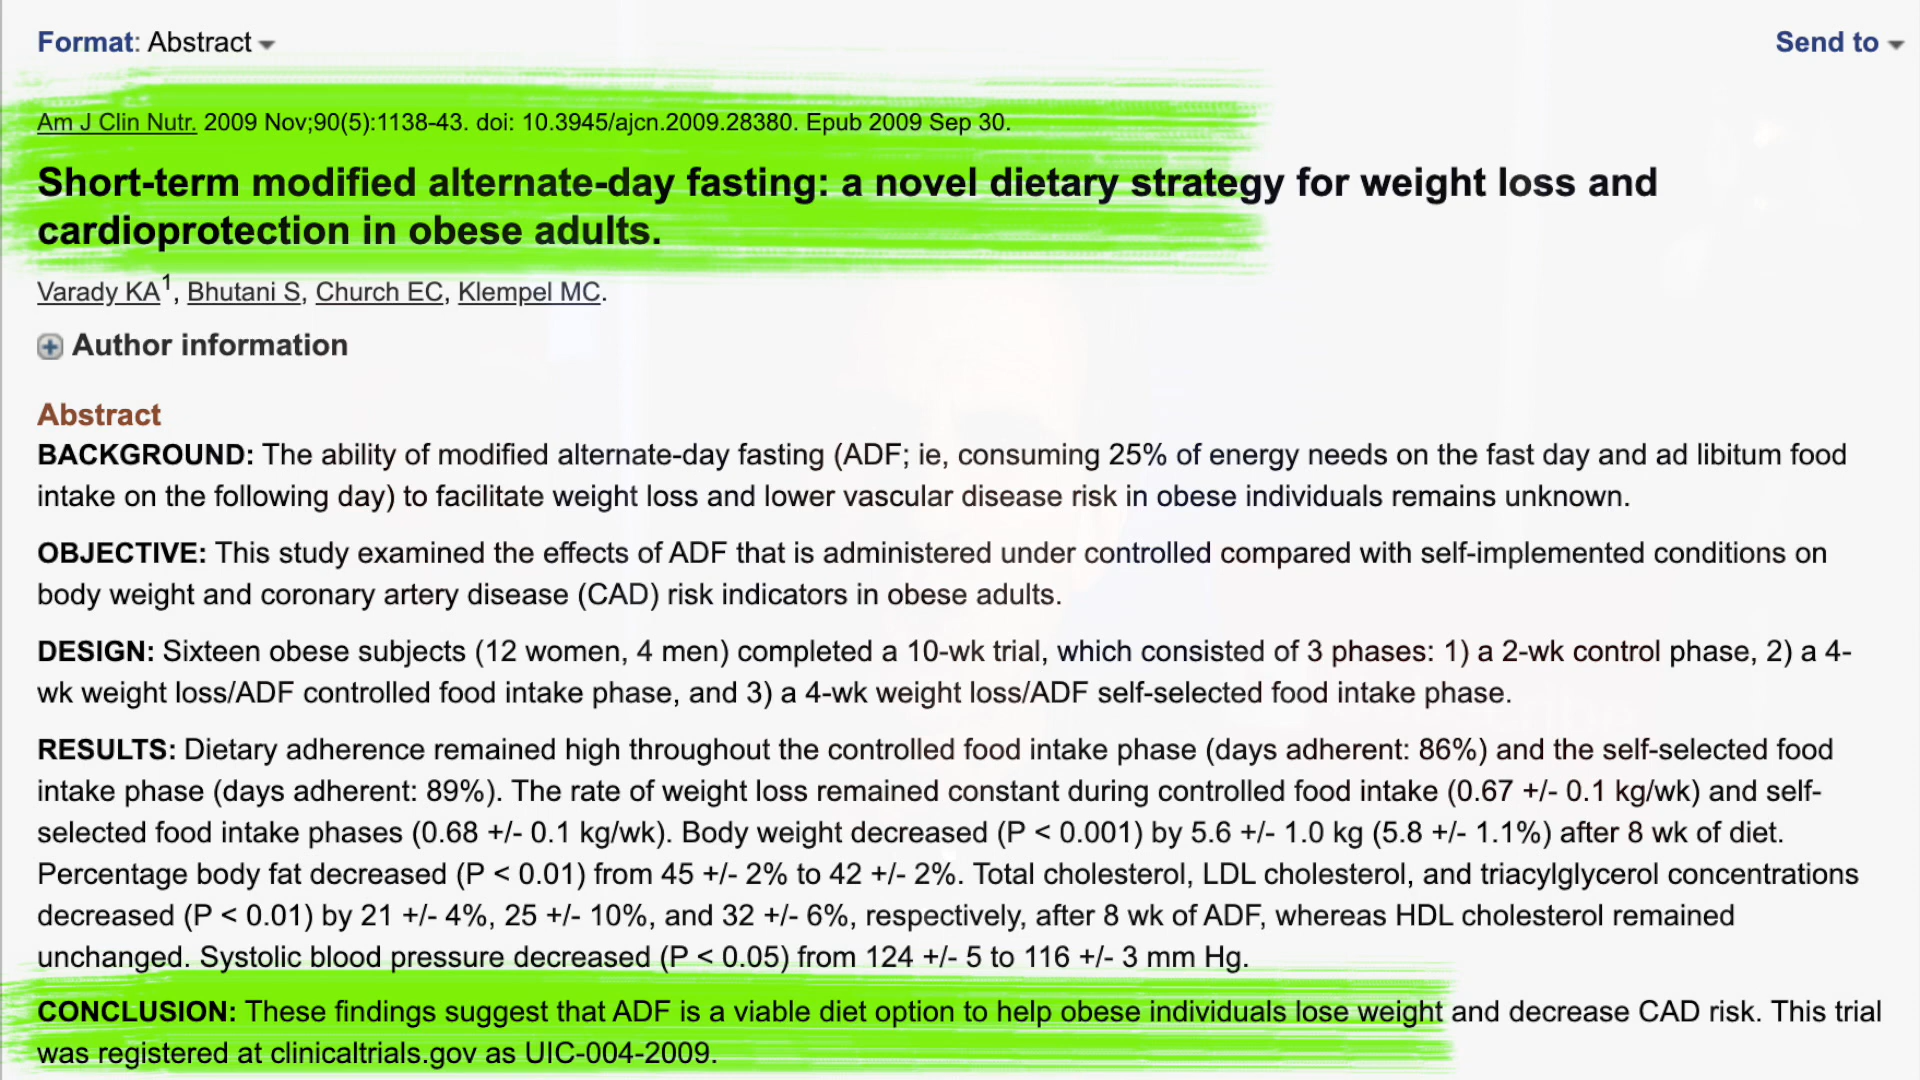 Format: Abstract
Send to
Am J Clin Nutr. 2009 Nov;90(5):1138-43. doi: 10.3945/ajcn.2009.28380. Epub 2009 Sep 30.
Short-term modified alternate-day fasting: a novel dietary strategy for weight loss and
cardioprotection in obese adults.
Varady KA1, Bhutani S, Church EC, Klempel MC.
Author information
Abstract
BACKGROUND: The ability of modified alternate-day fasting (ADF; ie, consuming 25% of energy needs on the fast day and ad libitum food
intake on the following day) to facilitate weight loss and lower vascular disease risk in obese individuals remains unknown.
OBJECTIVE: This study examined the effects of ADF that is administered under controlled compared with self-implemented conditions on
body weight and coronary artery disease (CAD) risk indicators in obese adults.
DESIGN: Sixteen obese subjects (12 women, 4 men) completed a 10-wk trial, which consisted of 3 phases: 1) a 2-wk control phase, 2) a 4-
wk weight loss/ADF controlled food intake phase, and 3) a 4-wk weight loss/ADF self-selected food intake phase.
RESULTS: Dietary adherence remained high throughout the controlled food intake phase (days adherent: 86%) and the self-selected food
intake phase (days adherent: 89%). The rate of weight loss remained constant during controlled food intake (0.67 +/- 0.1 kg/wk) and self-
selected food intake phases (0.68 +/- 0.1 kg/wk). Body weight decreased (P < 0.001) by 5.6 +/- 1.0 kg (5.8 +/- 1.1%) after 8 wk of diet.
Percentage body fat decreased (P < 0.01) from 45 +/- 2% to 42 +/- 2%. Total cholesterol, LDL cholesterol, and triacylglycerol concentrations
decreased (P < 0.01) by 21 +/- 4%, 25 +/- 10%, and 32 +/- 6%, respectively, after 8 wk of ADF, whereas HDL cholesterol remained
unchanged. Systolic blood pressure decreased (P < 0.05) from 124 +/- 5 to 116 +/- 3 mm Hg.
CONCLUSION: These findings suggest that ADF is a viable diet option to help obese individuals lose weight and decrease CAD risk. This trial
was registered at clinicaltrials.gov as UIC-004-2009.